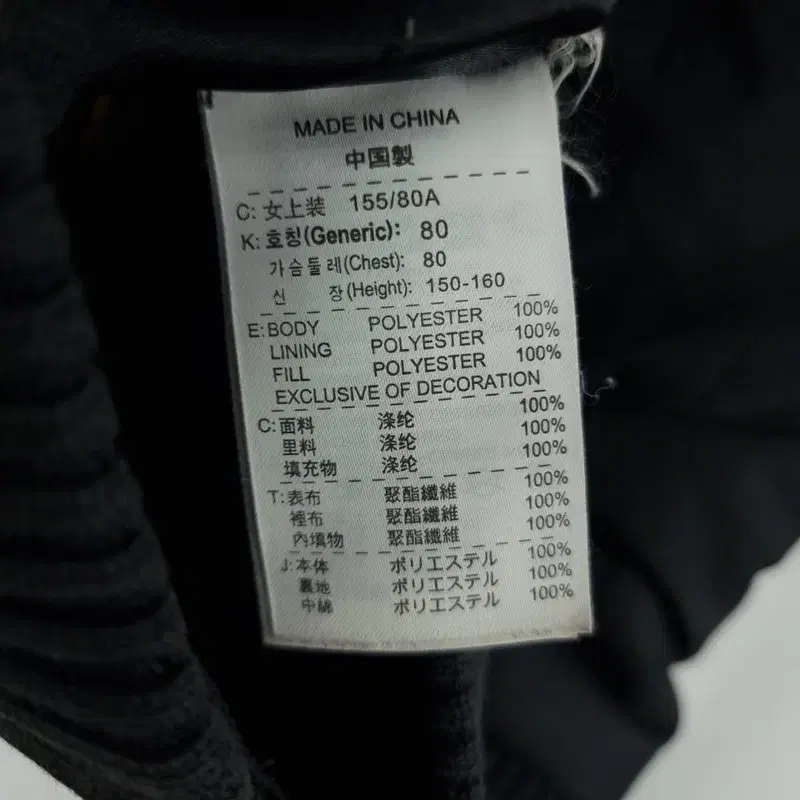 MADE IN CHINA
中国製
C: 女上装 155/80A
K: 호칭(Generic): 80
가슴둘레(Chest): 80
신 장(Height): 150-160
E: BODY POLYESTER 100%
LINING POLYESTER 100%
FILL POLYESTER 100%
EXCLUSIVE OF DECORATION
C: 面料 涤纶 100%
里料 涤纶 100%
填充物 涤纶 100%
T: 表布 聚酯纖維 100%
裡布 聚酯纖維 100%
內填物 聚酯纖維 100%
J: 本体 ポリエステル 100%
裏地 ポリエステル 100%
中綿 ポリエステル 100%